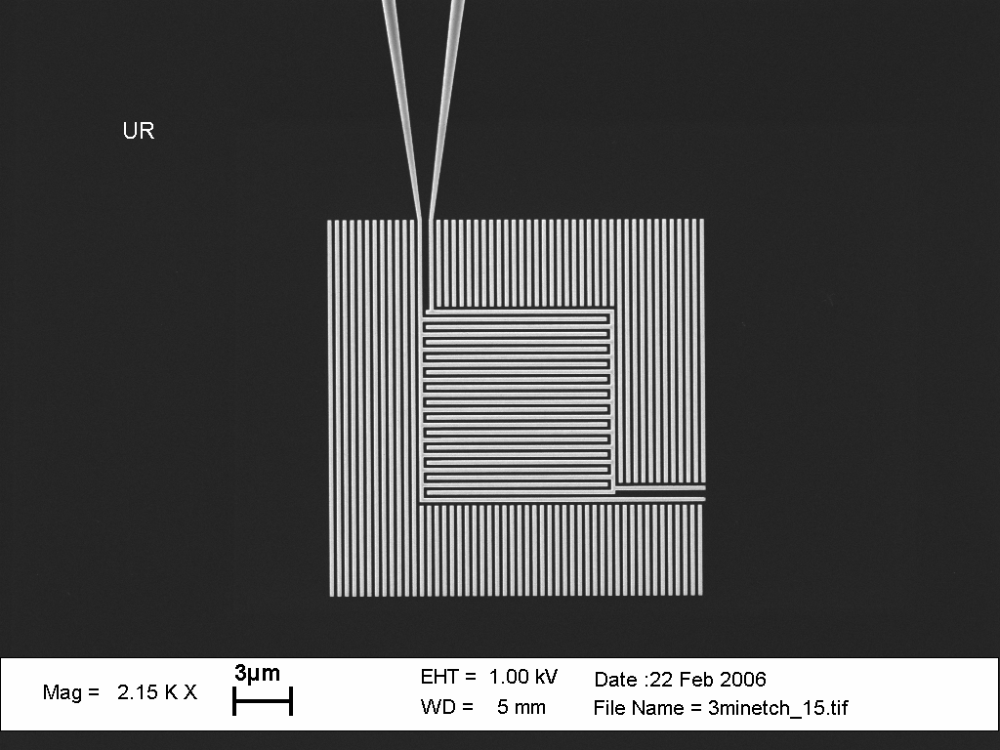 UR
Mag = 2.15 K X
3µm
EHT = 1.00 kV
WD = 5 mm
Date :22 Feb 2006
File Name = 3minetch_15.tif